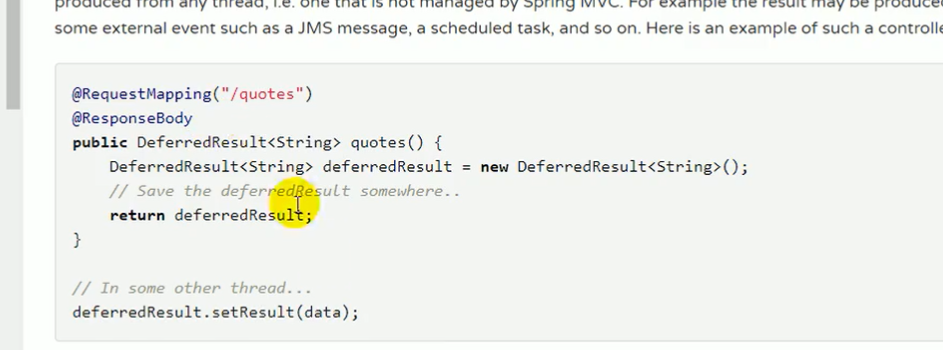 produced from any thread, i.e. one that is not managed by Spring MVC. For example the result may be produced
some external event such as a JMS message, a scheduled task, and so on. Here is an example of such a
@RequestMapping("/quotes")
@ResponseBody
public DeferredResult<String> quotes() {
DeferredResult<String> deferredResult = new DeferredResult<String>();
// Save the deferredResult somewhere..
return deferredResult;
}
// In some other thread...
deferredResult.setResult(data);